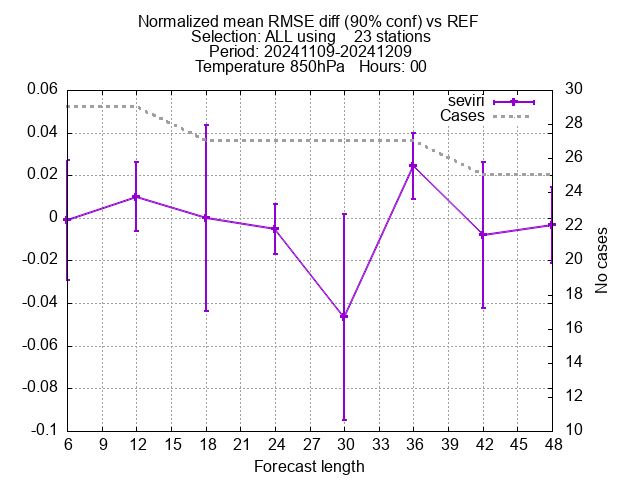 Normalized mean RMSE diff (90% conf) vs REF
Selection: ALL using    23 stations
Period: 20241109-20241209
Temperature 850hPa   Hours: 00
seviri
Cases
0.06
0.04
0.02
0
-0.02
-0.04
-0.06
-0.08
-0.1
30
28
26
24
22
20
18
16
14
12
10
No cases
6 9 12 15 18 21 24 27 30 33 36 39 42 45 48
Forecast length